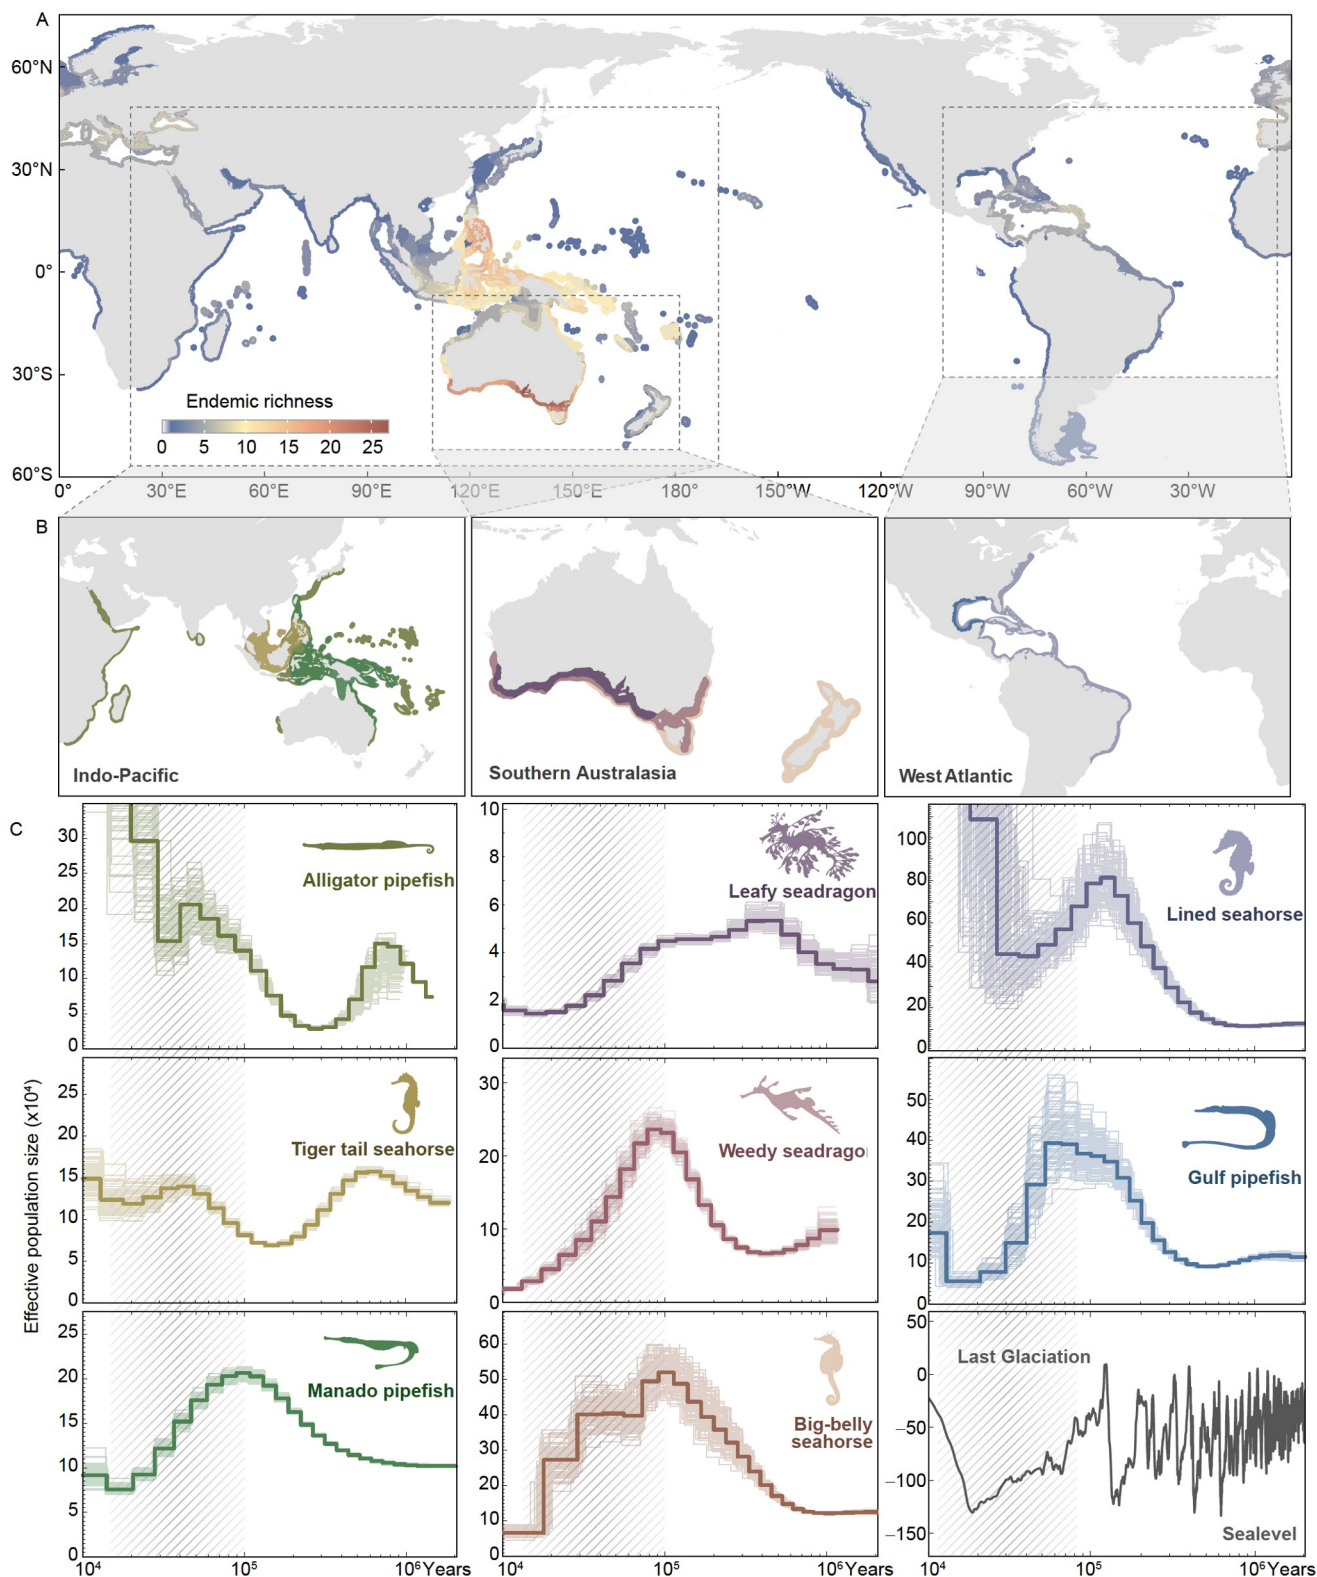 A
60°N
30°N
0°
30°S
60°S
Endemic richness
0 5 10 15 20 25
0° 30°E 60°E 90°E 120°E 150°E 180° 150°W 120°W 90°W 60°W 30°W
B
Indo-Pacific
Southern Australasia
West Atlantic
C
Effective population size (x10⁴)
30
25
20
15
10
5
0
Alligator pipefish
10
8
6
4
2
0
Leafy seadragon
100
80
60
40
20
0
Lined seahorse
25
20
15
10
5
0
Tiger tail seahorse
30
20
10
0
Weedy seadrago
50
40
30
20
10
0
Gulf pipefish
25
20
15
10
5
0
Manado pipefish
60
50
40
30
20
10
0
Big-belly
seahorse
50
0
−50
−100
−150
Last Glaciation
Sealevel
10⁴ 10⁵ 10⁶Years
10⁴ 10⁵ 10⁶Years
10⁴ 10⁵ 10⁶Years